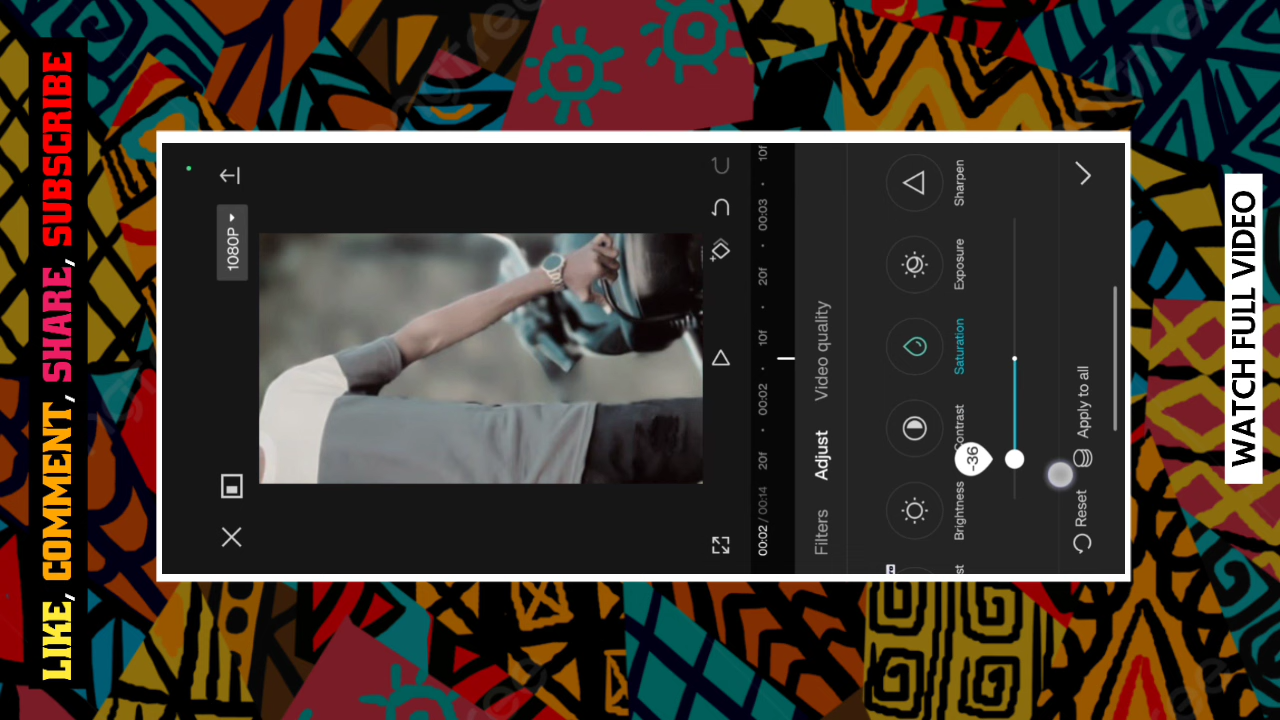 LIKE, COMMENT, SHARE, SUBSCRIBE
1080P
00:02 / 00:14
20f
00:02
10f
20f
00:03
10f
Filters
Adjust
Video quality
st
Brightness
Contrast
Saturation
Exposure
Sharpen
-36
Reset
Apply to all
WATCH FULL VIDEO